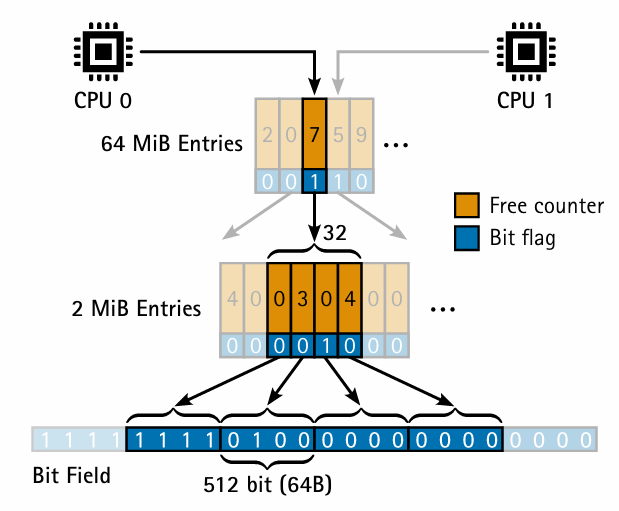 CPU 0
CPU 1
64 MiB Entries
2 0 7 5 9 ...
0 0 1 1 0
Free counter
Bit flag
32
2 MiB Entries
4 0 0 3 0 4 0 0 ...
0 0 0 0 1 0 0 0
1 1 1 1 1 1 1 1 0 1 0 0 0 0 0 0 0 0 0 0 0 0 0 0
Bit Field
512 bit (64B)